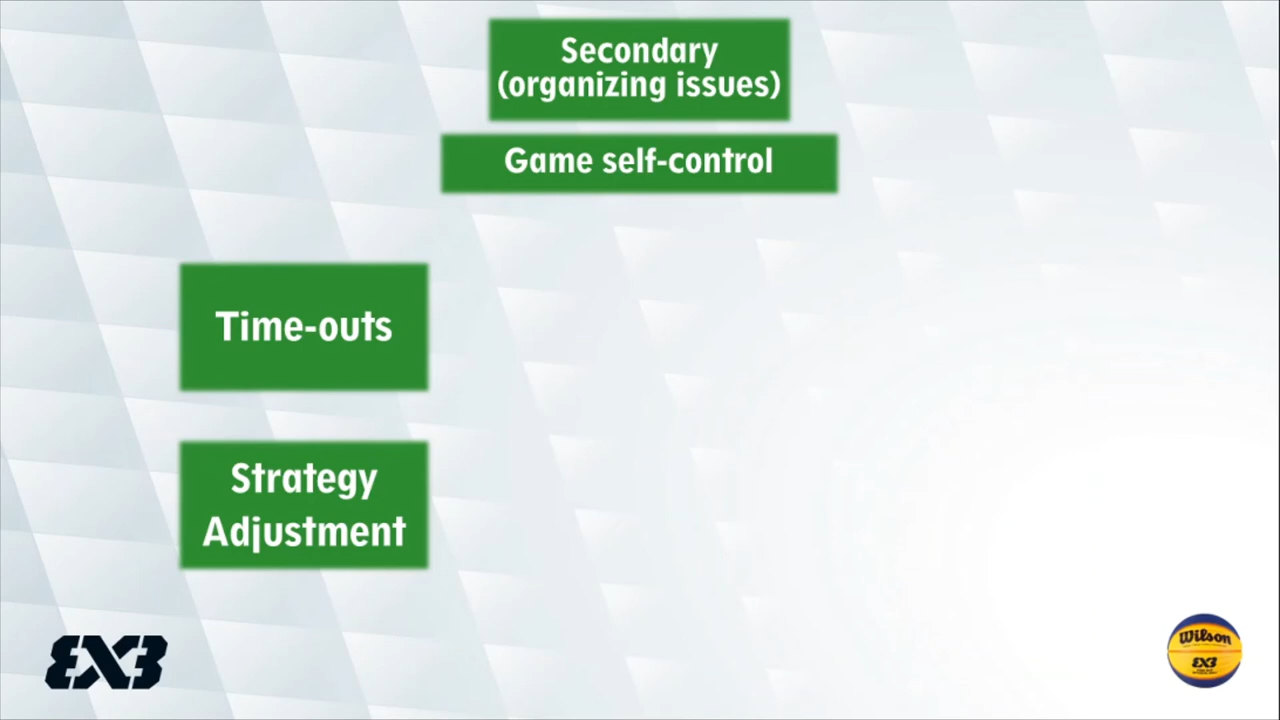 Secondary
(organizing issues)
Game self-control
Time-outs
Strategy
Adjustment
3X3
Wilson
3X3